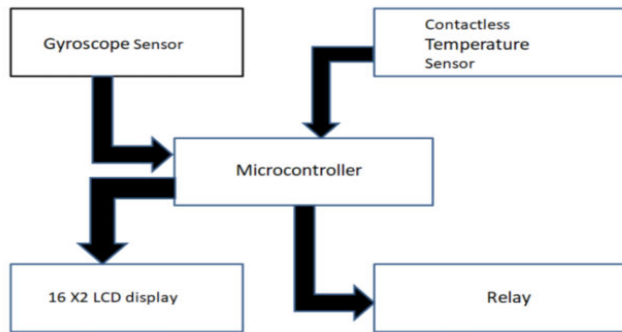 Gyroscope Sensor
Contactless
Temperature
Sensor
Microcontroller
16 X2 LCD display
Relay